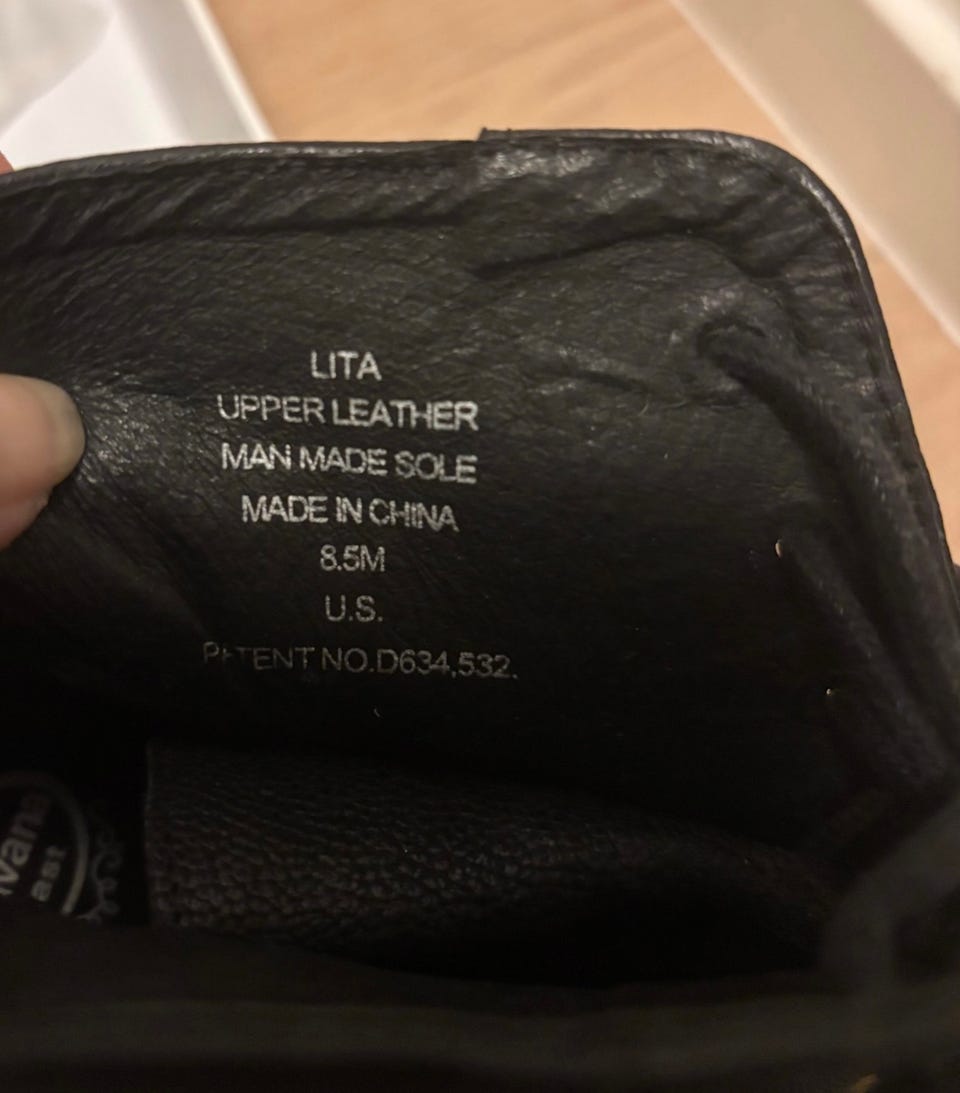 LITA
UPPER LEATHER
MAN MADE SOLE
MADE IN CHINA
8.5M
U.S.
PATENT NO.D634,532.